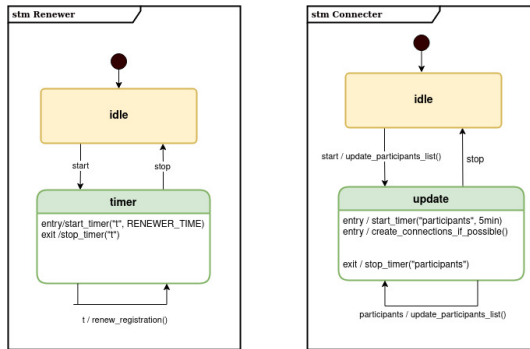 stm Renewer
idle
start
stop
timer
entry/start_timer("t", RENEWER_TIME)
exit /stop_timer("t")
t / renew_registration()
stm Connecter
idle
start / update_participants_list()
stop
update
entry / start_timer("participants", 5min)
entry / create_connections_if_possible()
exit / stop_timer("participants")
participants / update_participants_list()